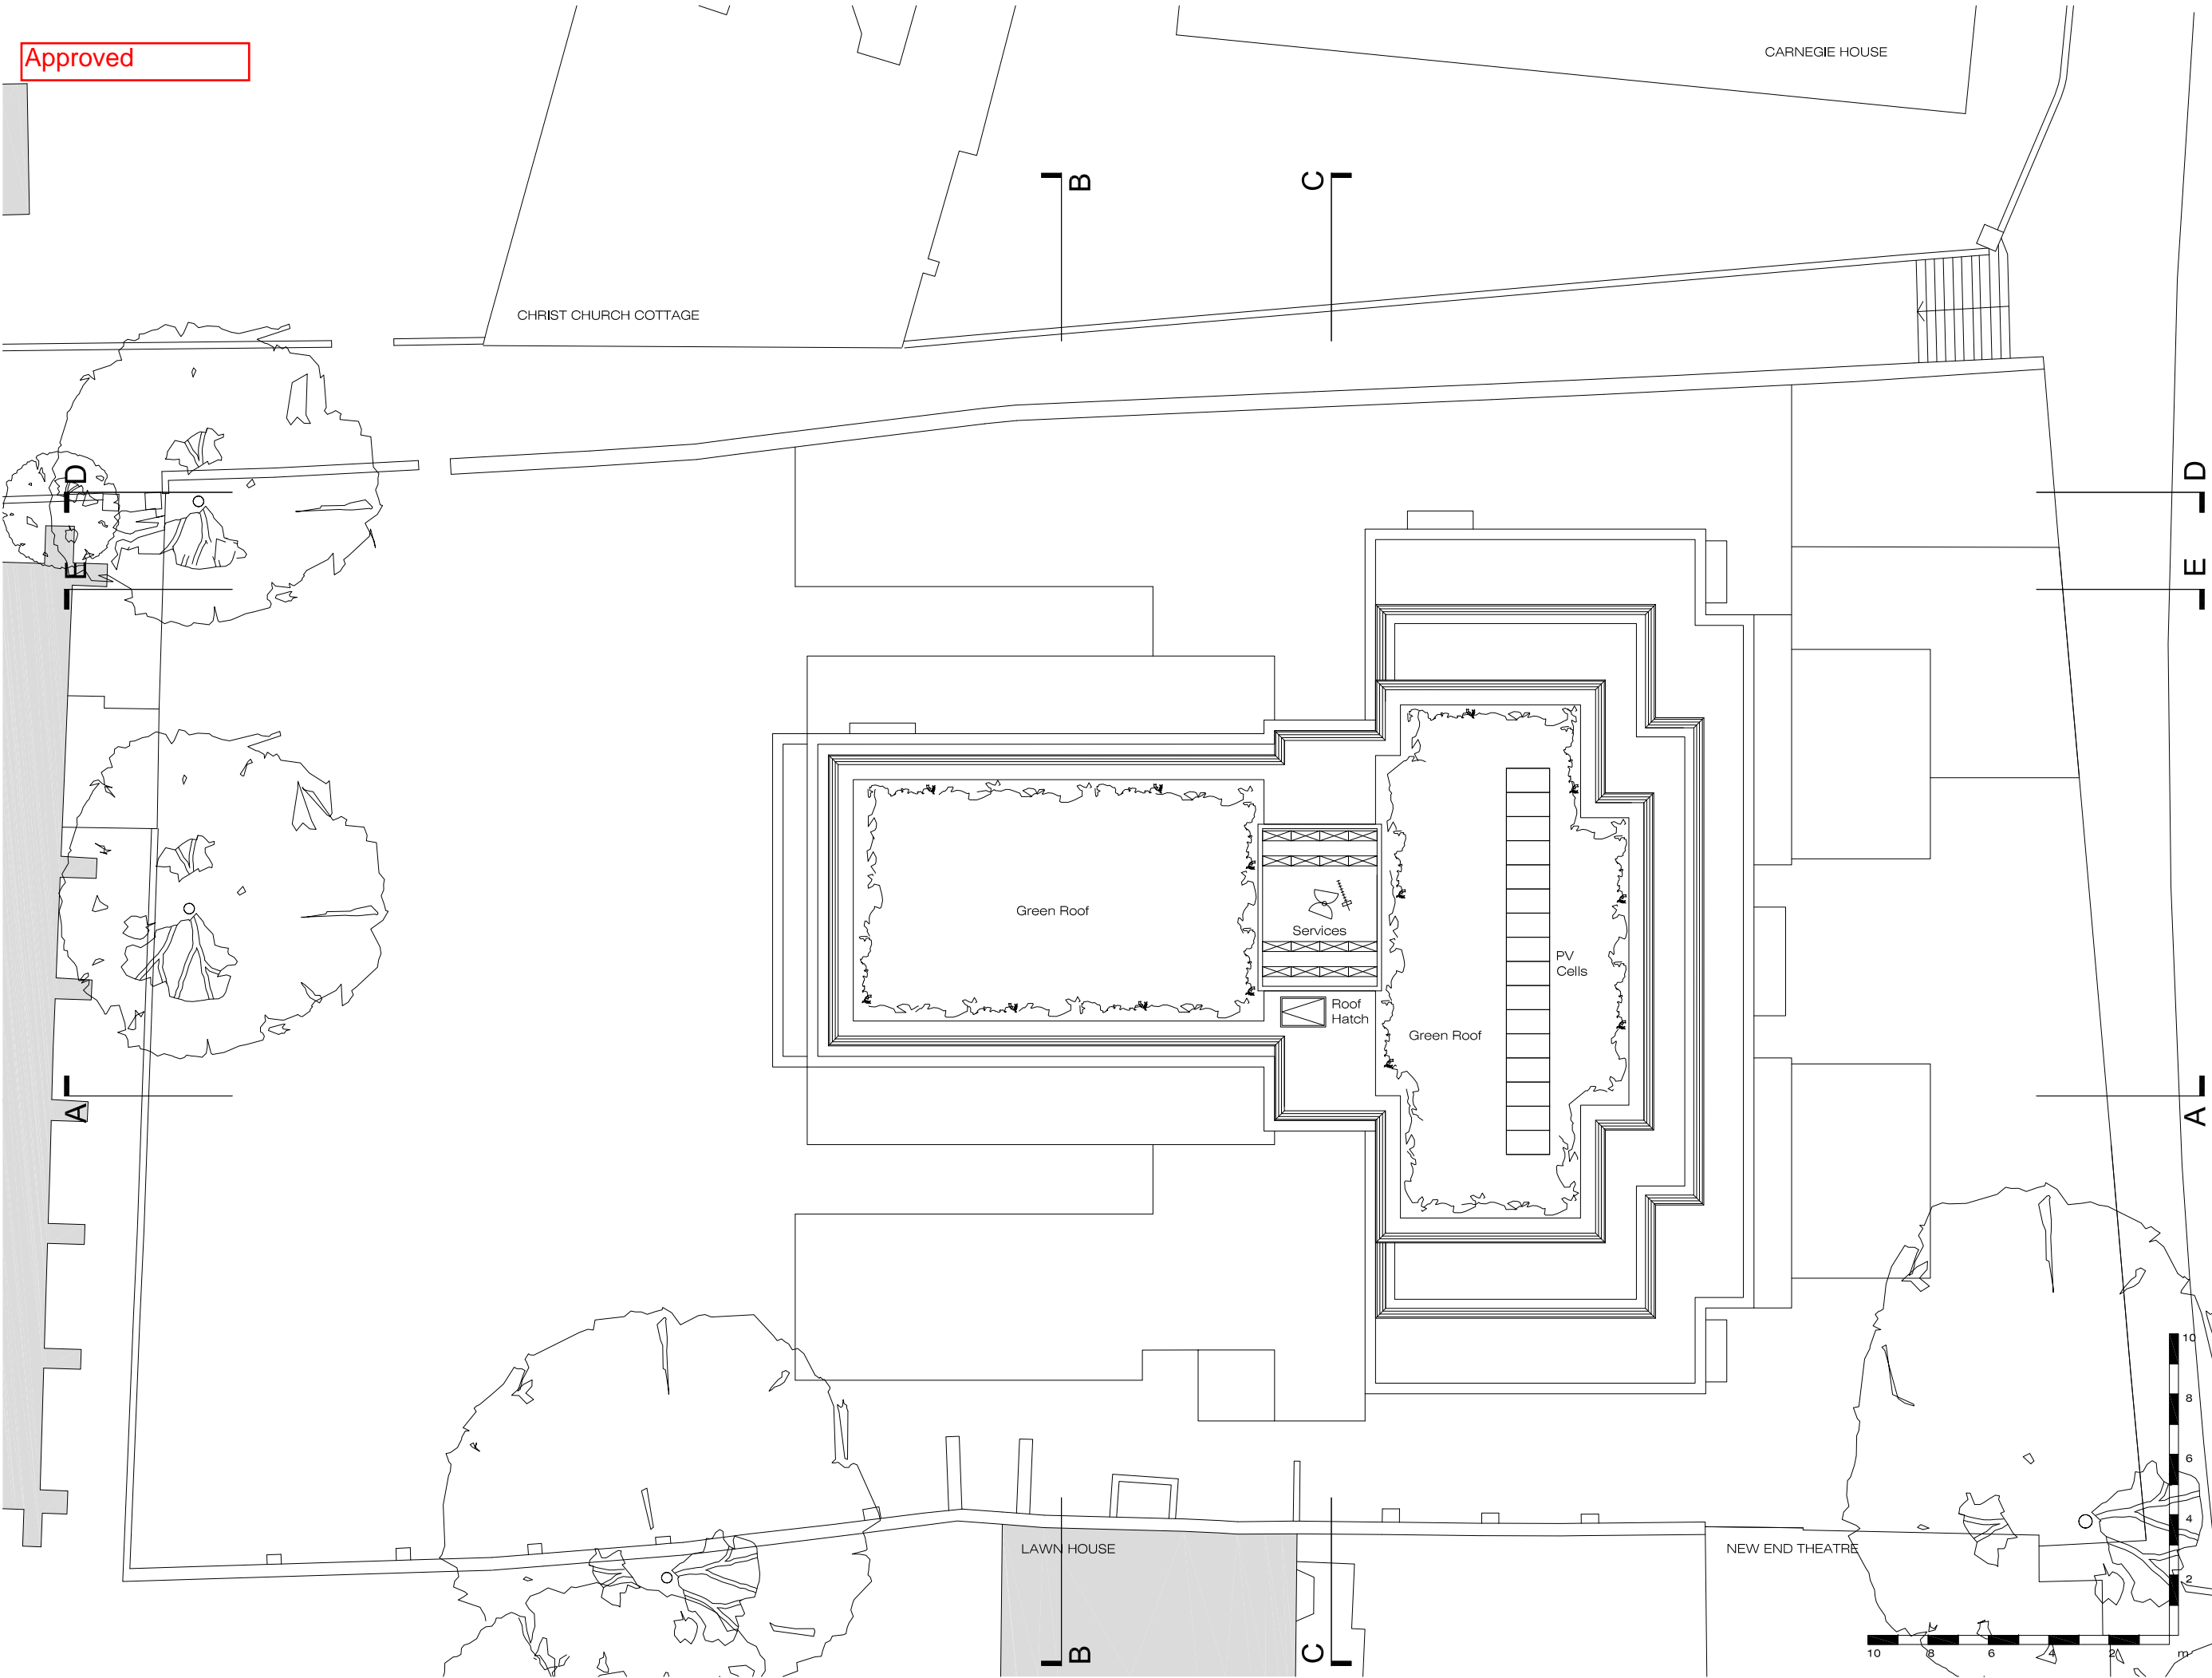 Approved
CARNEGIE HOUSE
B
C
CHRIST CHURCH COTTAGE
D
D
E
E
Green Roof
Services
PV
Cells
Roof
Hatch
Green Roof
A
A
10
8
6
4
2
LAWN HOUSE
NEW END THEATRE
B
C
10
8
6
4
2
m